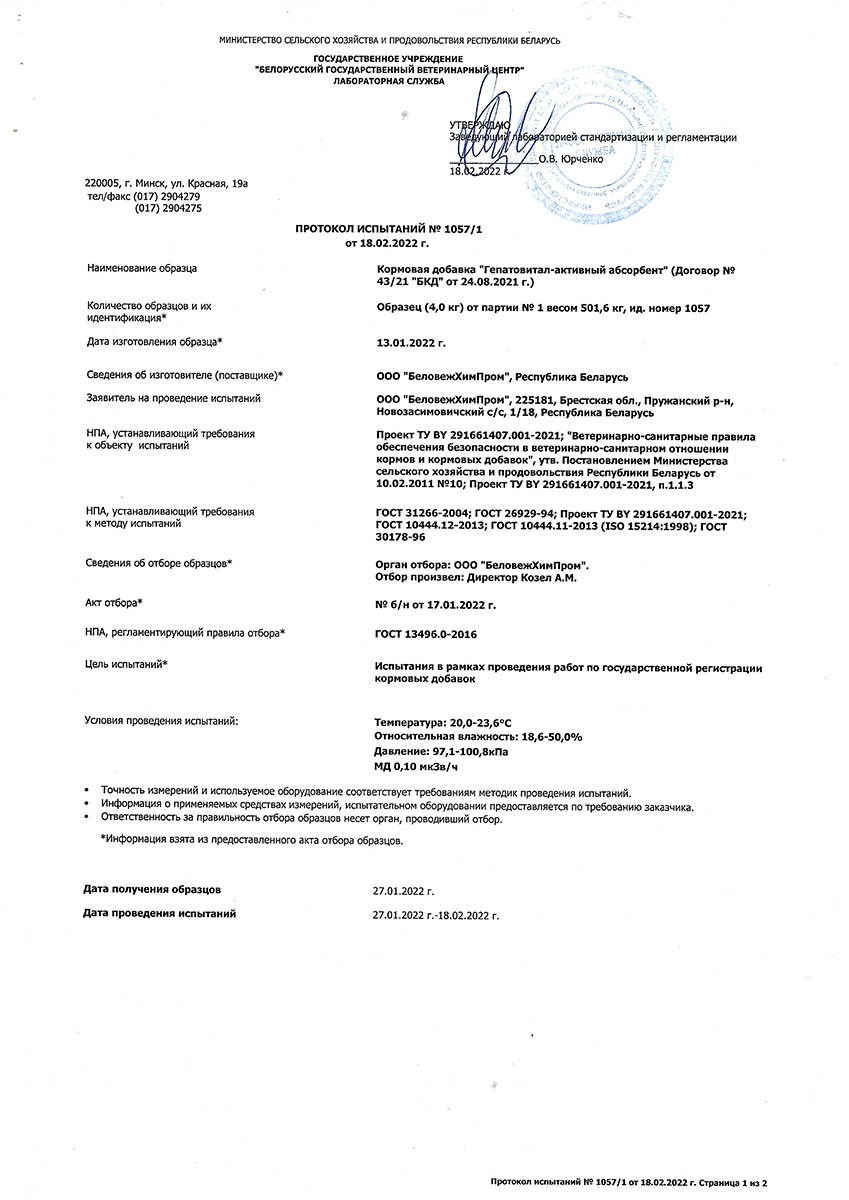 МИНИСТЕРСТВО СЕЛЬСКОГО ХОЗЯЙСТВА И ПРОДОВОЛЬСТВИЯ РЕСПУБЛИКИ БЕЛАРУСЬ
ГОСУДАРСТВЕННОЕ УЧРЕЖДЕНИЕ
"БЕЛОРУССКИЙ ГОСУДАРСТВЕННЫЙ ВЕТЕРИНАРНЫЙ ЦЕНТР"
ЛАБОРАТОРНАЯ СЛУЖБА
УТВЕРЖДАЮ
Заведующий лабораторией стандартизации и регламентации
О.В. Юрченко
18.02.2022 г.
СЛУЖБА
220005, г. Минск, ул. Красная, 19а
тел/факс (017) 2904279
(017) 2904275
ПРОТОКОЛ ИСПЫТАНИЙ № 1057/1
от 18.02.2022 г.
Наименование образца
Кормовая добавка "Гепатовитал-активный абсорбент" (Договор №
43/21 "БКД" от 24.08.2021 г.)
Количество образцов и их
идентификация*
Образец (4,0 кг) от партии № 1 весом 501,6 кг, ид. номер 1057
Дата изготовления образца*
13.01.2022 г.
Сведения об изготовителе (поставщике)*
ООО "БеловежХимПром", Республика Беларусь
Заявитель на проведение испытаний
ООО "БеловежХимПром", 225181, Брестская обл., Пружанский р-н,
Новозасимовичский с/с, 1/18, Республика Беларусь
НПА, устанавливающий требования
к объекту испытаний
Проект ТУ BY 291661407.001-2021; "Ветеринарно-санитарные правила
обеспечения безопасности в ветеринарно-санитарном отношении
кормов и кормовых добавок", утв. Постановлением Министерства
сельского хозяйства и продовольствия Республики Беларусь от
10.02.2011 №10; Проект ТУ BY 291661407.001-2021, п.1.1.3
НПА, устанавливающий требования
к методу испытаний
ГОСТ 31266-2004; ГОСТ 26929-94; Проект ТУ BY 291661407.001-2021;
ГОСТ 10444.12-2013; ГОСТ 10444.11-2013 (ISO 15214:1998); ГОСТ
30178-96
Сведения об отборе образцов*
Орган отбора: ООО "БеловежХимПром".
Отбор произвел: Директор Козел А.М.
Акт отбора*
№ б/н от 17.01.2022 г.
НПА, регламентирующий правила отбора*
ГОСТ 13496.0-2016
Цель испытаний*
Испытания в рамках проведения работ по государственной регистрации
кормовых добавок
Условия проведения испытаний:
Температура: 20,0-23,6°С
Относительная влажность: 18,6-50,0%
Давление: 97,1-100,8кПа
МД 0,10 мкЗв/ч
• Точность измерений и используемое оборудование соответствует требованиям методик проведения испытаний.
• Информация о применяемых средствах измерений, испытательном оборудовании предоставляется по требованию заказчика.
• Ответственность за правильность отбора образцов несет орган, проводивший отбор.
*Информация взята из предоставленного акта отбора образцов.
Дата получения образцов
27.01.2022 г.
Дата проведения испытаний
27.01.2022 г.-18.02.2022 г.
Протокол испытаний № 1057/1 от 18.02.2022 г. Страница 1 из 2